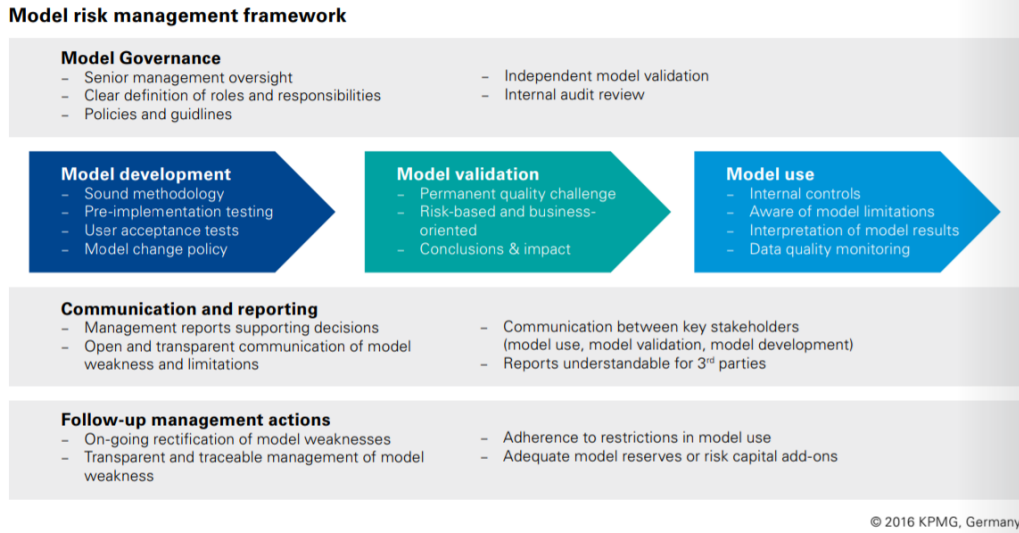 Model risk management framework
Model Governance
– Senior management oversight
– Clear definition of roles and responsibilities
– Policies and guidlines
– Independent model validation
– Internal audit review
Model development
– Sound methodology
– Pre-implementation testing
– User acceptance tests
– Model change policy
Model validation
– Permanent quality challenge
– Risk-based and business-
oriented
– Conclusions & impact
Model use
– Internal controls
– Aware of model limitations
– Interpretation of model results
– Data quality monitoring
Communication and reporting
– Management reports supporting decisions
– Open and transparent communication of model
weakness and limitations
– Communication between key stakeholders
(model use, model validation, model development)
– Reports understandable for 3rd parties
Follow-up management actions
– On-going rectification of model weaknesses
– Transparent and traceable management of model
weakness
– Adherence to restrictions in model use
– Adequate model reserves or risk capital add-ons
© 2016 KPMG, Germany